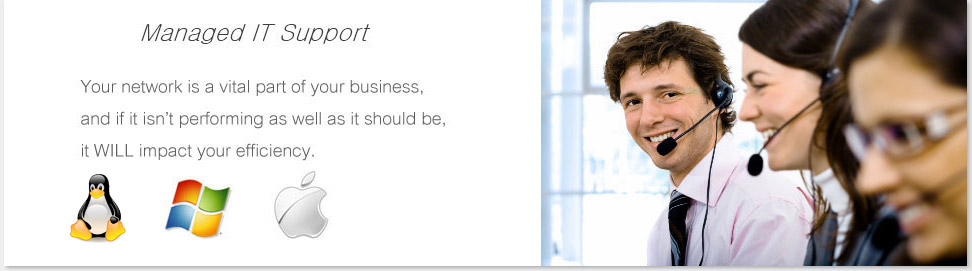 Managed IT Support
Your network is a vital part of your business,
and if it isn't performing as well as it should be,
it WILL impact your efficiency.